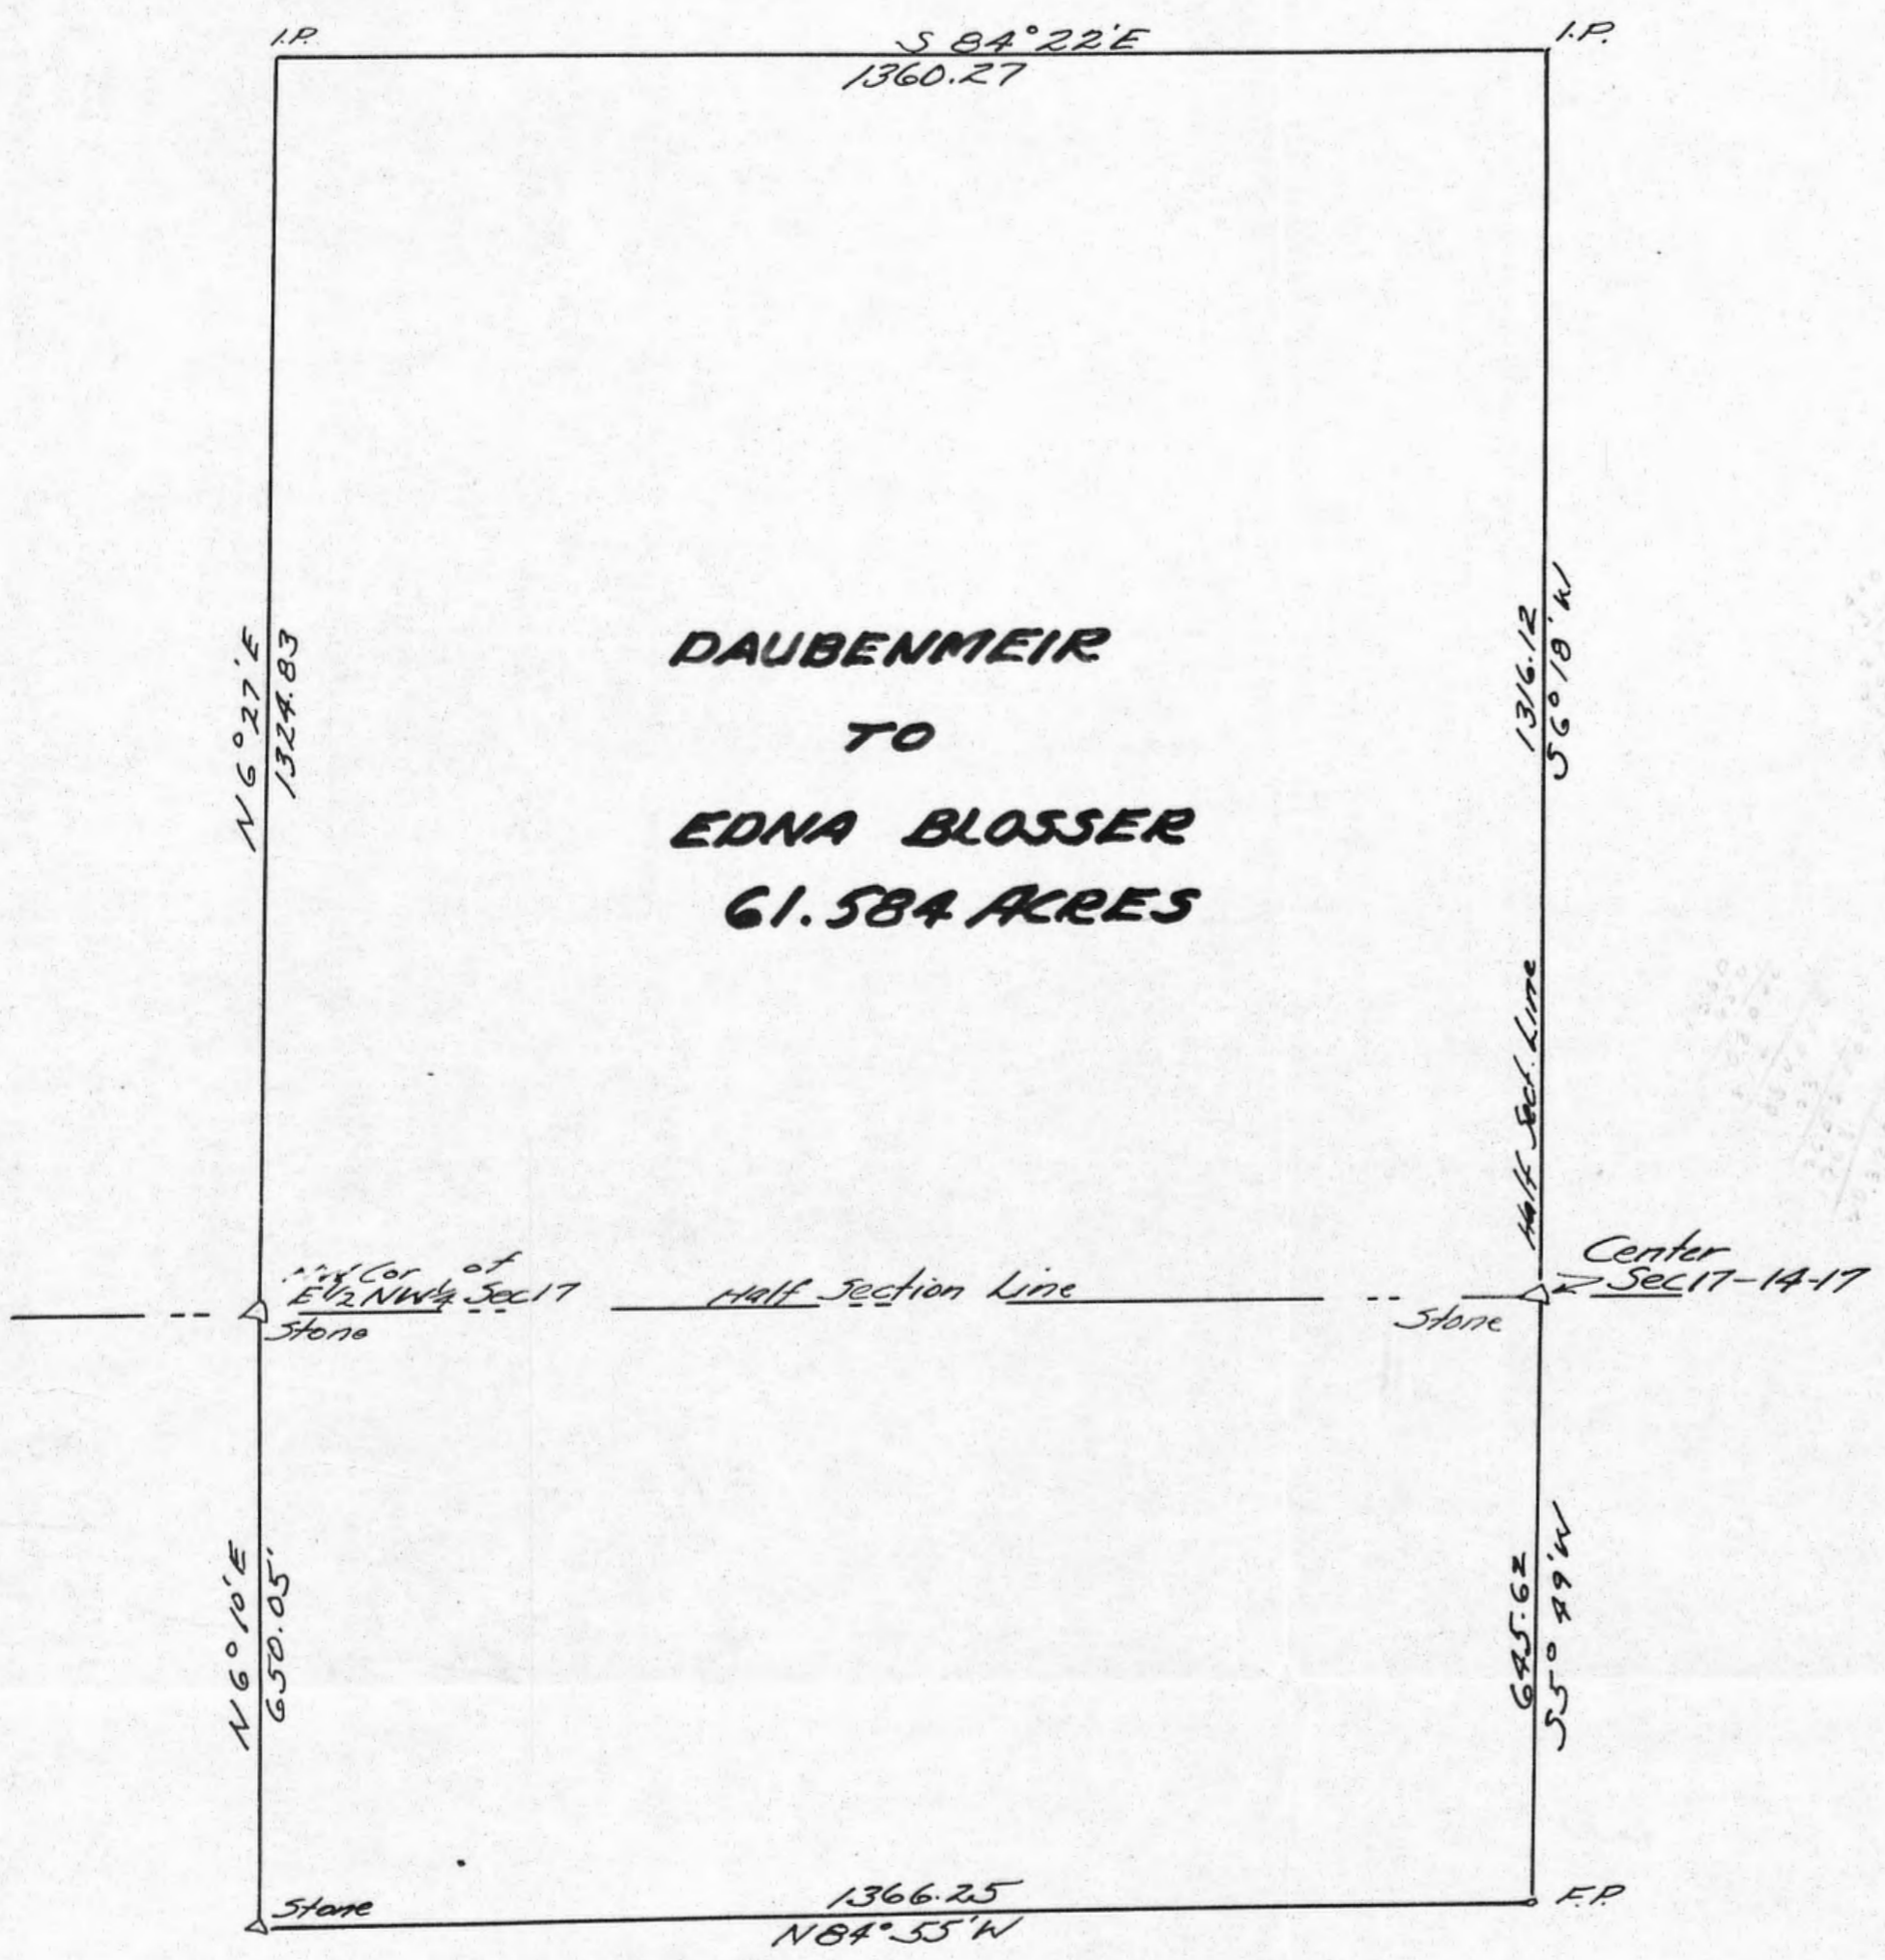 I.P.
S 84° 22' E
I.P.
1360.27
N 6° 27' E
1324.83
DAUBENMEIR
TO
EDNA BLOSSER
61.584 ACRES
1316.12
S 6° 18' W
Half Sect. Line
Cor of
E 1/2 NW 1/4 Sec 17
Stone
Half Section Line
Stone
Center
Sec 17-14-17
N 6° 10' E
650.05'
645.62
S 5° 49' W
Stone
1366.25
N 84° 55' W
F.P.